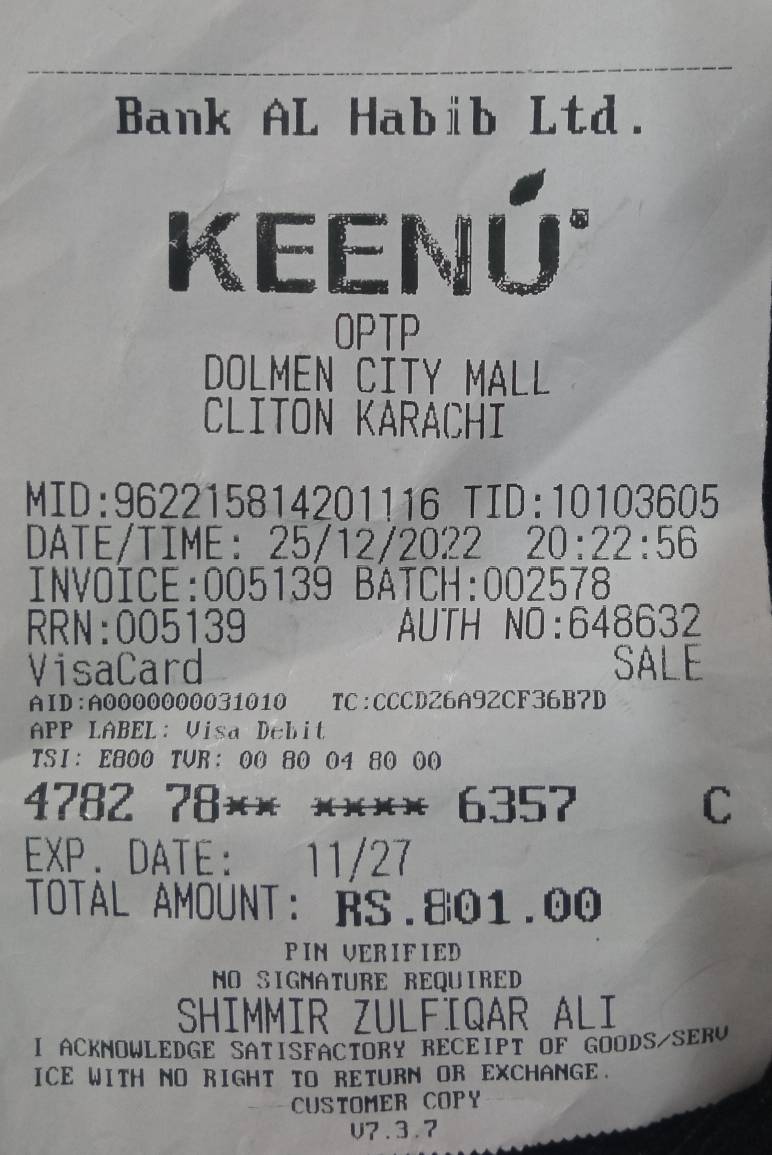 Bank AL Habib Ltd.
KEENÚ®
OPTP
DOLMEN CITY MALL
CLITON KARACHI
MID:962215814201116 TID:10103605
DATE/TIME: 25/12/2022 20:22:56
INVOICE:005139 BATCH:002578
RRN:005139 AUTH NO:648632
VisaCard SALE
AID:A0000000031010 TC:CCCD26A92CF36B7D
APP LABEL: Visa Debit
TSI: E800 TVR: 00 80 04 80 00
4782 78** **** 6357 C
EXP. DATE: 11/27
TOTAL AMOUNT: RS.801.00
PIN VERIFIED
NO SIGNATURE REQUIRED
SHIMMIR ZULFIQAR ALI
I ACKNOWLEDGE SATISFACTORY RECEIPT OF GOODS/SERV
ICE WITH NO RIGHT TO RETURN OR EXCHANGE.
CUSTOMER COPY
V7.3.7